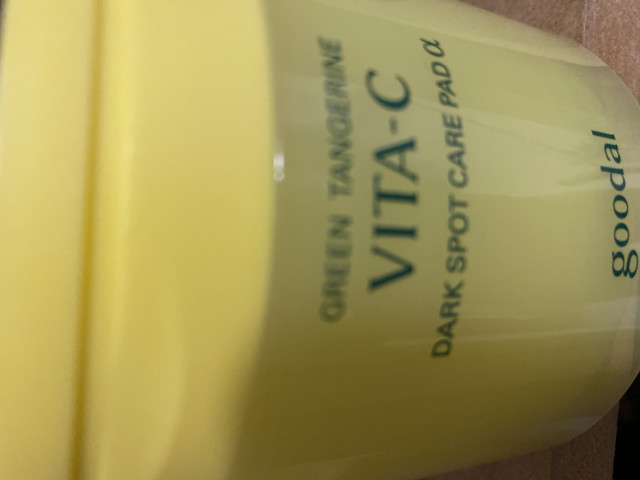 GREEN TANGERINE
VITA-C
DARK SPOT CARE PAD α
goodal